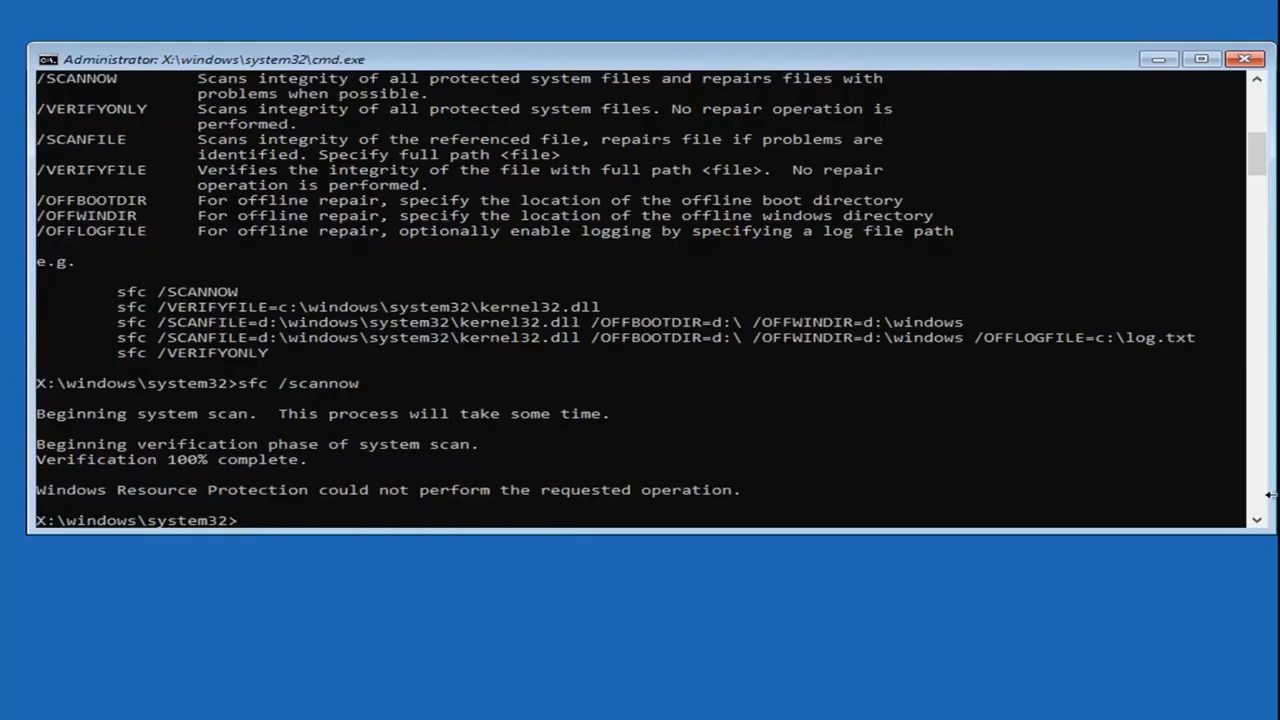 Administrator: X:\windows\system32\cmd.exe
/SCANNOW        Scans integrity of all protected system files and repairs files with
                problems when possible.
/VERIFYONLY     Scans integrity of all protected system files. No repair operation is
                performed.
/SCANFILE       Scans integrity of the referenced file, repairs file if problems are
                identified. Specify full path <file>
/VERIFYFILE     Verifies the integrity of the file with full path <file>.  No repair
                operation is performed.
/OFFBOOTDIR     For offline repair, specify the location of the offline boot directory
/OFFWINDIR      For offline repair, specify the location of the offline windows directory
/OFFLOGFILE     For offline repair, optionally enable logging by specifying a log file path
e.g.
        sfc /SCANNOW
        sfc /VERIFYFILE=c:\windows\system32\kernel32.dll
        sfc /SCANFILE=d:\windows\system32\kernel32.dll /OFFBOOTDIR=d:\ /OFFWINDIR=d:\windows
        sfc /SCANFILE=d:\windows\system32\kernel32.dll /OFFBOOTDIR=d:\ /OFFWINDIR=d:\windows /OFFLOGFILE=c:\log.txt
        sfc /VERIFYONLY
X:\windows\system32>sfc /scannow
Beginning system scan.  This process will take some time.
Beginning verification phase of system scan.
Verification 100% complete.
Windows Resource Protection could not perform the requested operation.
X:\windows\system32>